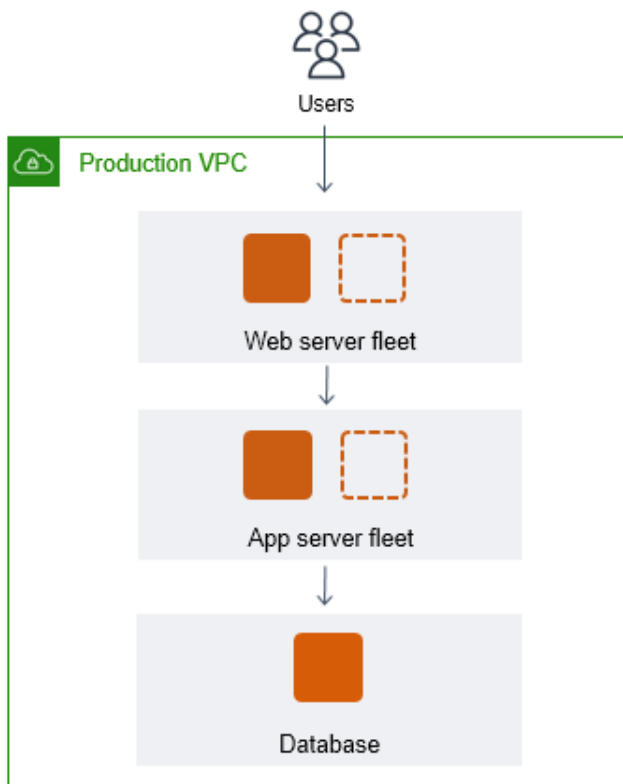 Users
Production VPC
Web server fleet
App server fleet
Database